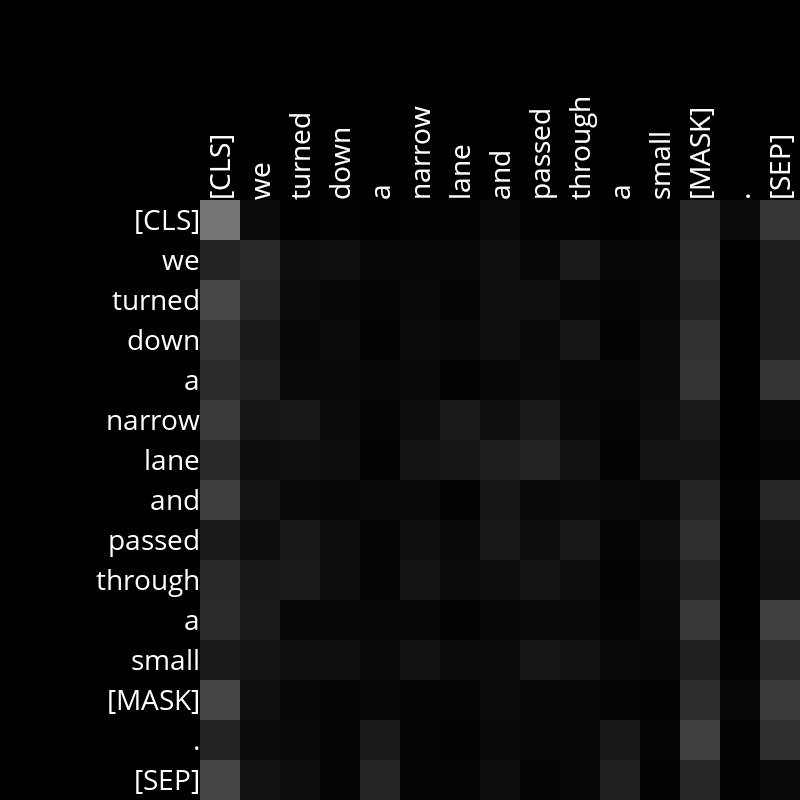 [CLS] we turned down a narrow lane and passed through a small [MASK] . [SEP]
[CLS]
we
turned
down
a
narrow
lane
and
passed
through
a
small
[MASK]
.
[SEP]